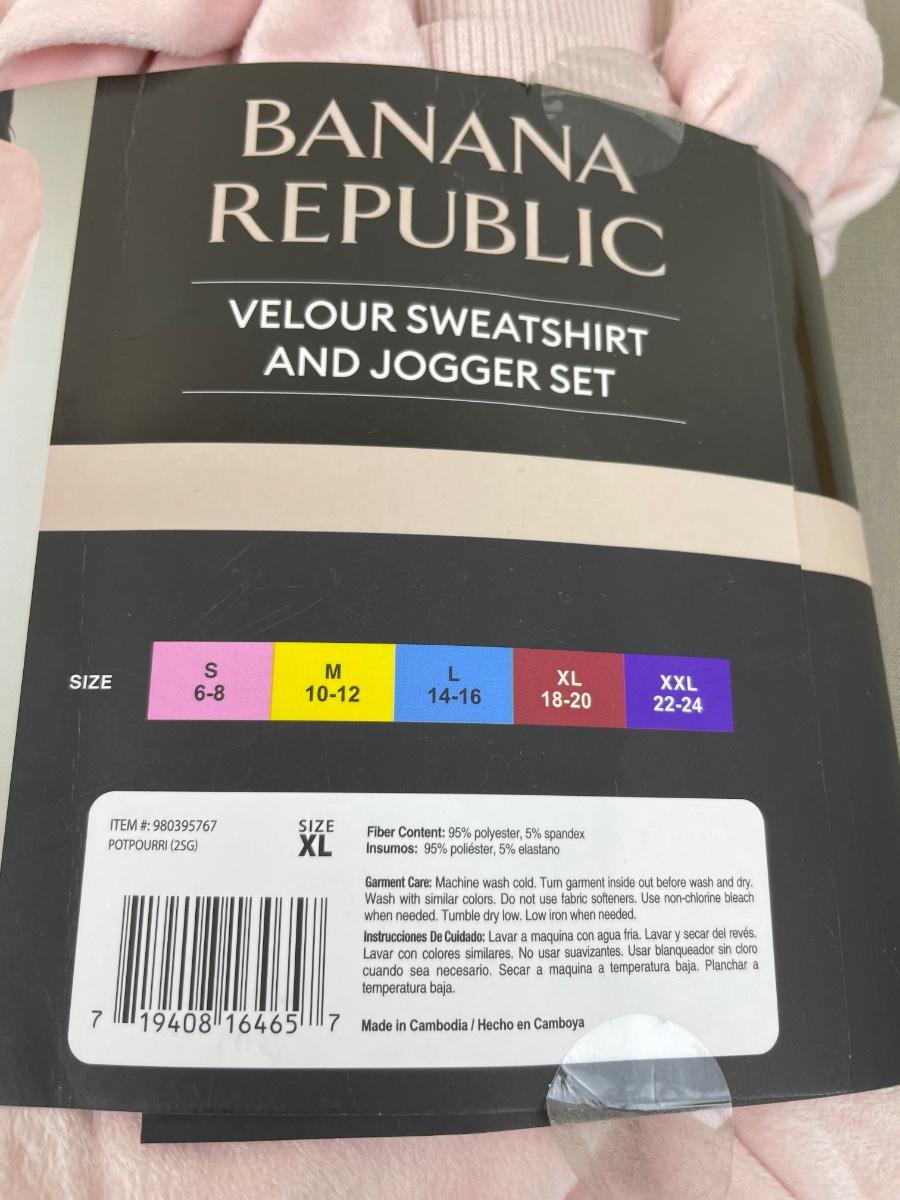 BANANA
REPUBLIC
VELOUR SWEATSHIRT
AND JOGGER SET
SIZE
S
6-8
M
10-12
L
14-16
XL
18-20
XXL
22-24
ITEM #: 980395767
POTPOURRI (2SG)
SIZE
XL
Fiber Content: 95% polyester, 5% spandex
Insumos: 95% poliéster, 5% elastano
Garment Care: Machine wash cold. Turn garment inside out before wash and dry.
Wash with similar colors. Do not use fabric softeners. Use non-chlorine bleach
when needed. Tumble dry low. Low iron when needed.
Instrucciones De Cuidado: Lavar a maquina con agua fria. Lavar y secar del revés.
Lavar con colores similares. No usar suavizantes. Usar blanqueador sin cloro
cuando sea necesario. Secar a maquina a temperatura baja. Planchar a
temperatura baja.
Made in Cambodia / Hecho en Camboya
7 19408 16465 7